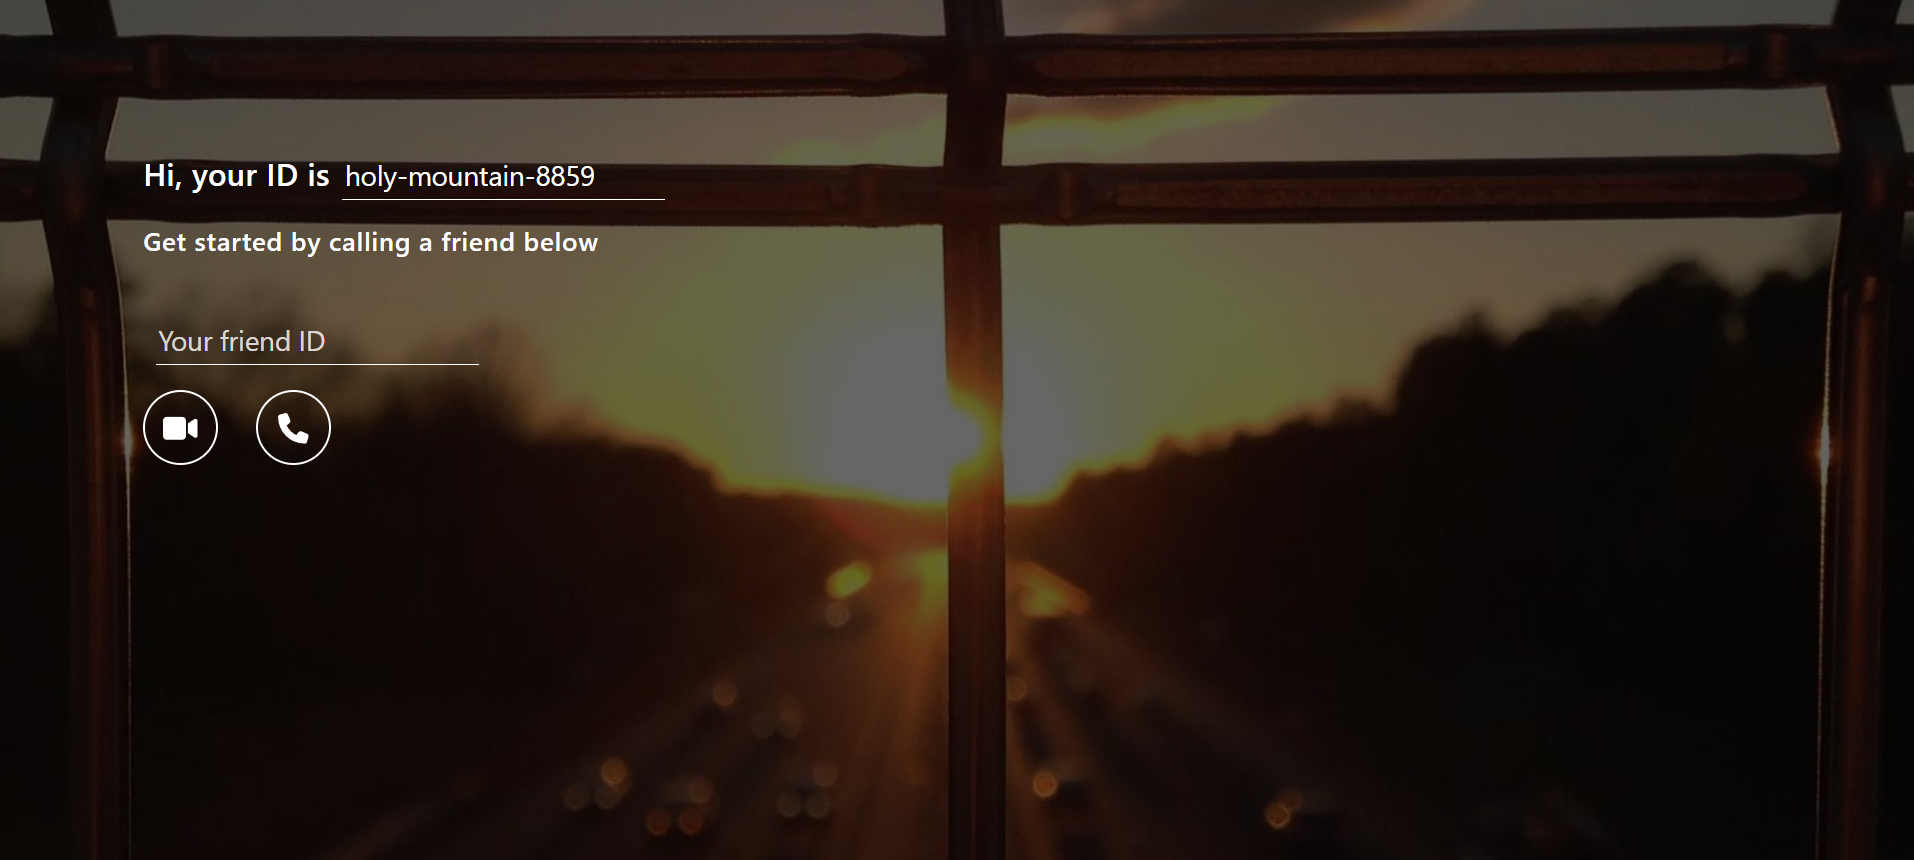 Hi, your ID is holy-mountain-8859
Get started by calling a friend below
Your friend ID